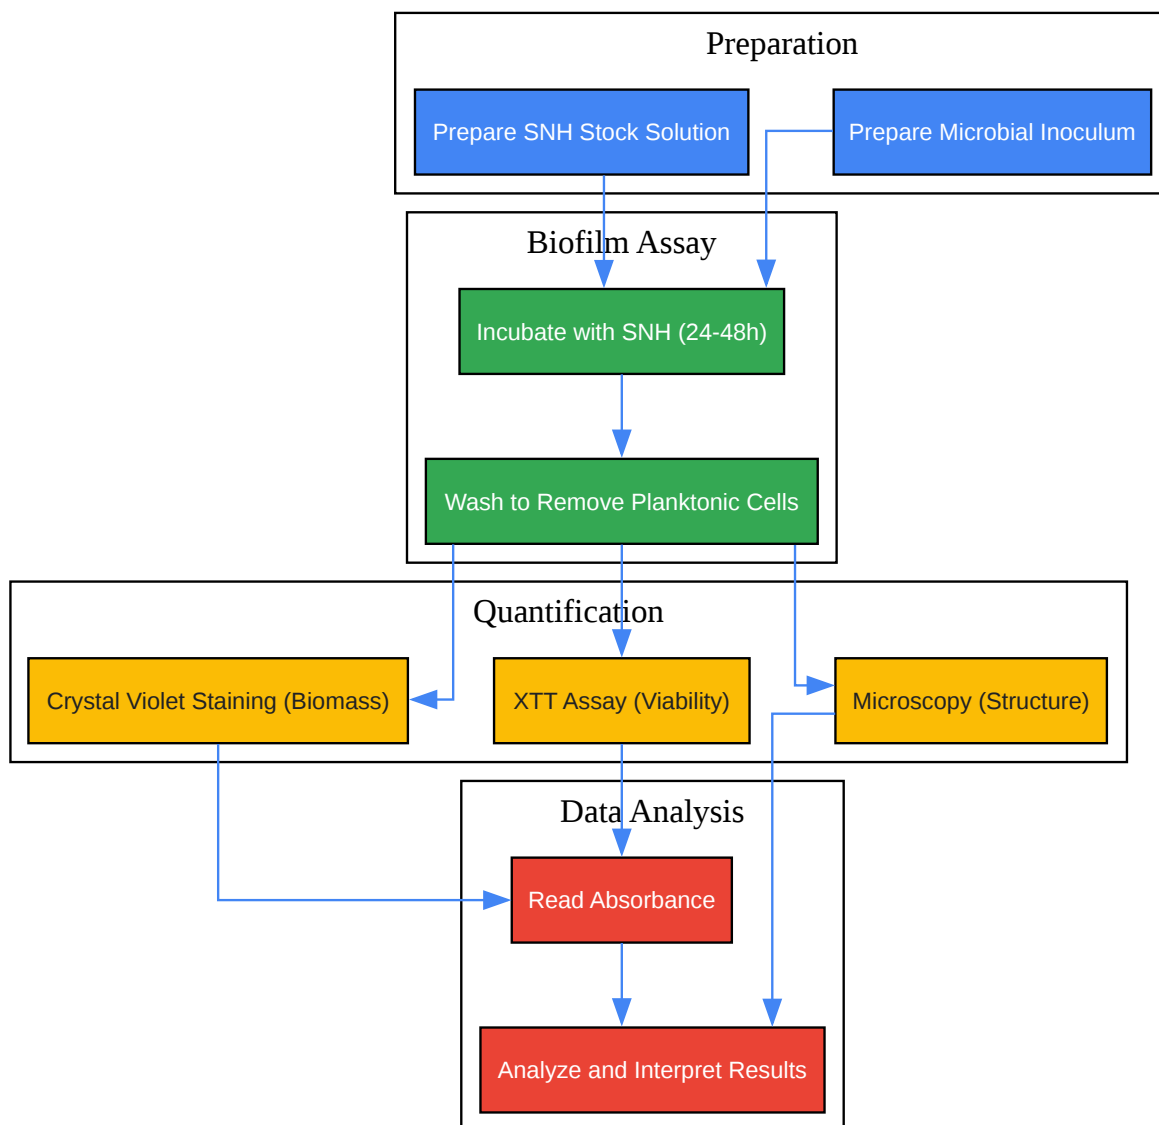 Preparation
Prepare SNH Stock Solution
Prepare Microbial Inoculum
Biofilm Assay
Incubate with SNH (24-48h)
Wash to Remove Planktonic Cells
Quantification
Crystal Violet Staining (Biomass)
XTT Assay (Viability)
Microscopy (Structure)
Data Analysis
Read Absorbance
Analyze and Interpret Results